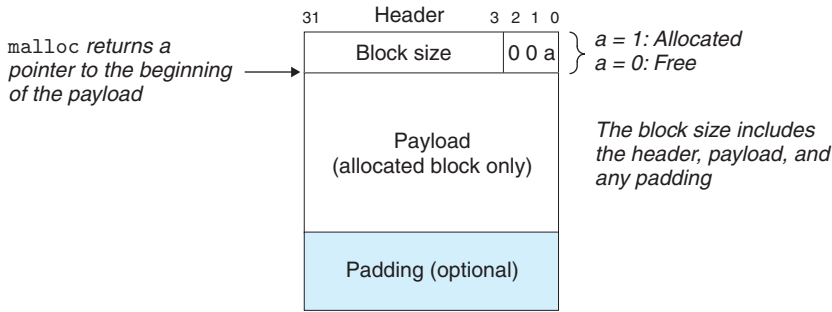 Header
31 3 2 1 0
malloc returns a
pointer to the beginning
of the payload
Block size 0 0 a
a = 1: Allocated
a = 0: Free
Payload
(allocated block only)
The block size includes
the header, payload, and
any padding
Padding (optional)